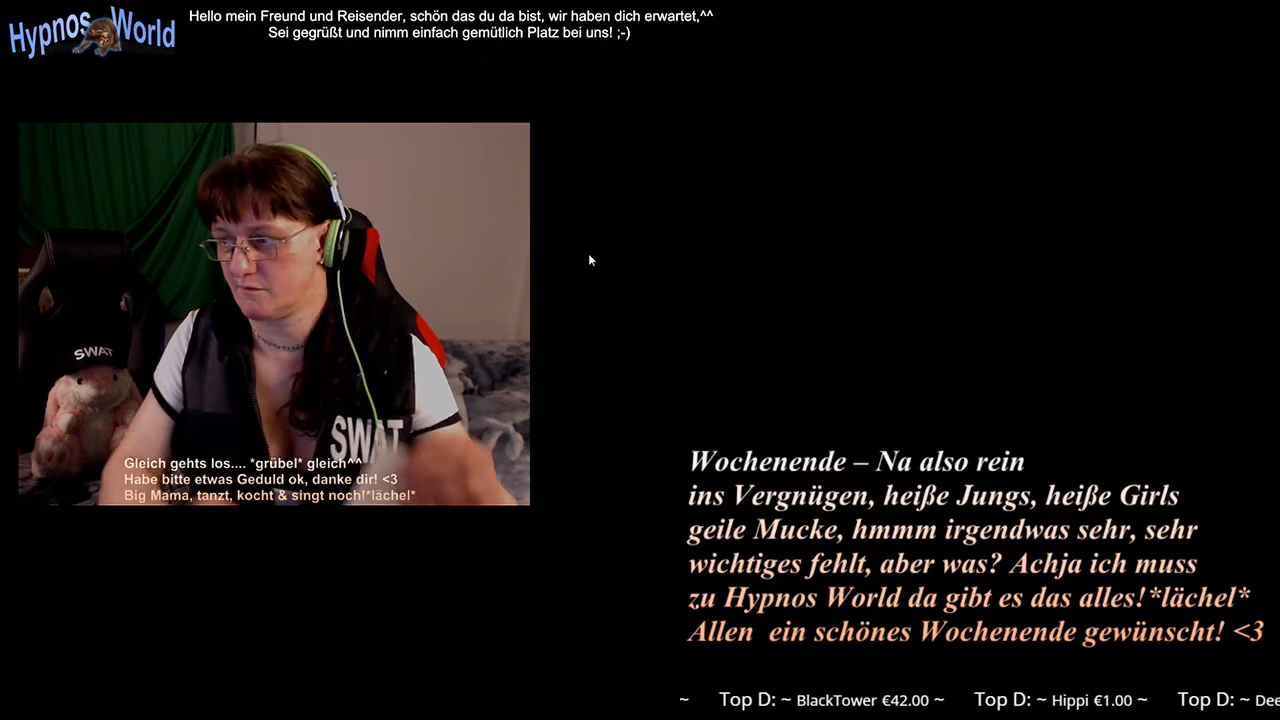 Hypnos World
Hello mein Freund und Reisender, schön das du da bist, wir haben dich erwartet,^^
Sei gegrüßt und nimm einfach gemütlich Platz bei uns! ;-)
SWAT
SWAT
Gleich gehts los.... *grübel* gleich^^
Habe bitte etwas Geduld ok, danke dir! <3
Big Mama, tanzt, kocht & singt noch!*lächel*
Wochenende – Na also rein
ins Vergnügen, heiße Jungs, heiße Girls
geile Mucke, hmmm irgendwas sehr, sehr
wichtiges fehlt, aber was? Achja ich muss
zu Hypnos World da gibt es das alles!*lächel*
Allen ein schönes Wochenende gewünscht! <3
~ Top D: ~ BlackTower €42.00 ~ Top D: ~ Hippi €1.00 ~ Top D: ~ Dee